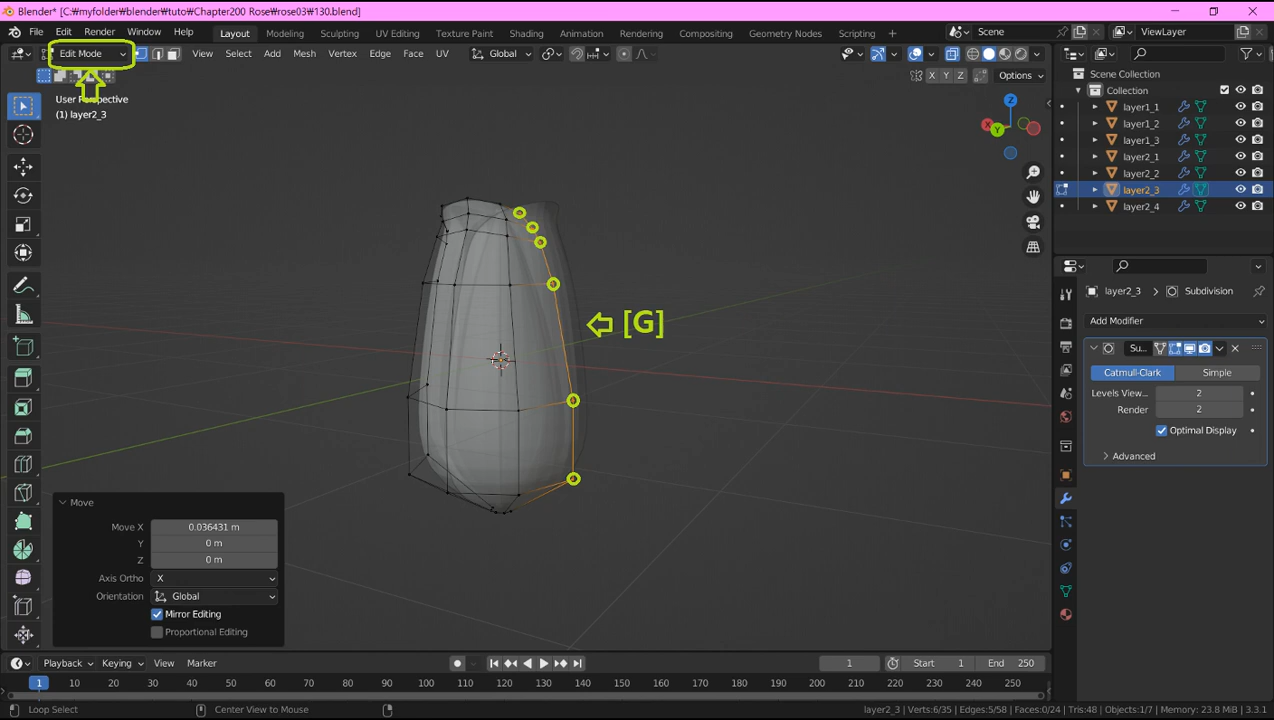 Blender* [C:₩myfolder₩blender₩tuto₩Chapter200 Rose₩rose03₩130.blend]
File Edit Render Window Help Layout Modeling Sculpting UV Editing Texture Paint Shading Animation Rendering Compositing Geometry Nodes Scripting Scene ViewLayer
Edit Mode View Select Add Mesh Vertex Edge Face UV Global
X Y Z Options
User Perspective
(1) layer2_3
Z
X
Y
[G]
Scene Collection
Collection
layer1_1
layer1_2
layer1_3
layer2_1
layer2_2
layer2_3
layer2_4
layer2_3 > Subdivision
Add Modifier
Su...
Catmull-Clark Simple
Levels View... 2
Render 2
Optimal Display
Advanced
Move
Move X 0.036431 m
Y 0 m
Z 0 m
Axis Ortho X
Orientation Global
Mirror Editing
Proportional Editing
Playback Keying View Marker 1 Start 1 End 250
1 10 20 30 40 50 60 70 80 90 100 110 120 130 140 150 160 170 180 190 200 210 220 230 240 250
Loop Select Center View to Mouse layer2_3 | Verts:6/35 | Edges:5/58 | Faces:0/24 | Tris:48 | Objects:1/7 | Memory: 23.8 MiB | 3.3.1